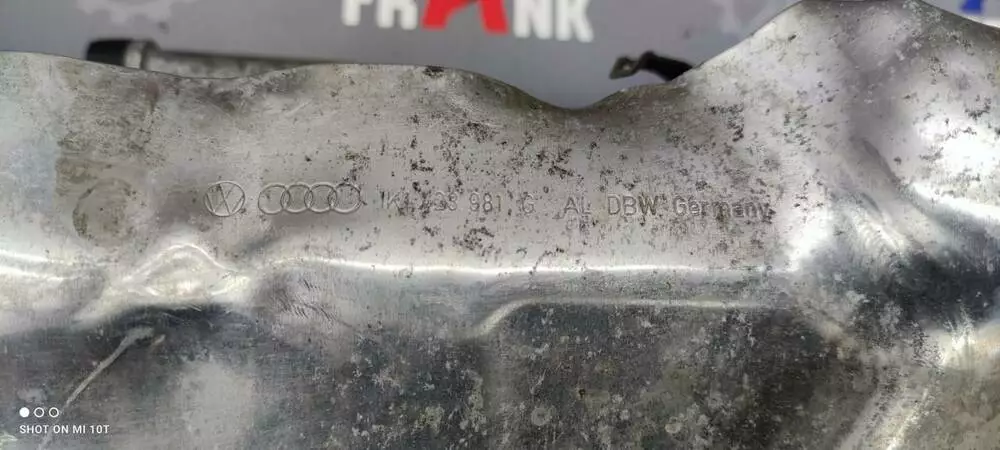 FRANK
981 G AL DBW Germany
SHOT ON MI 10T